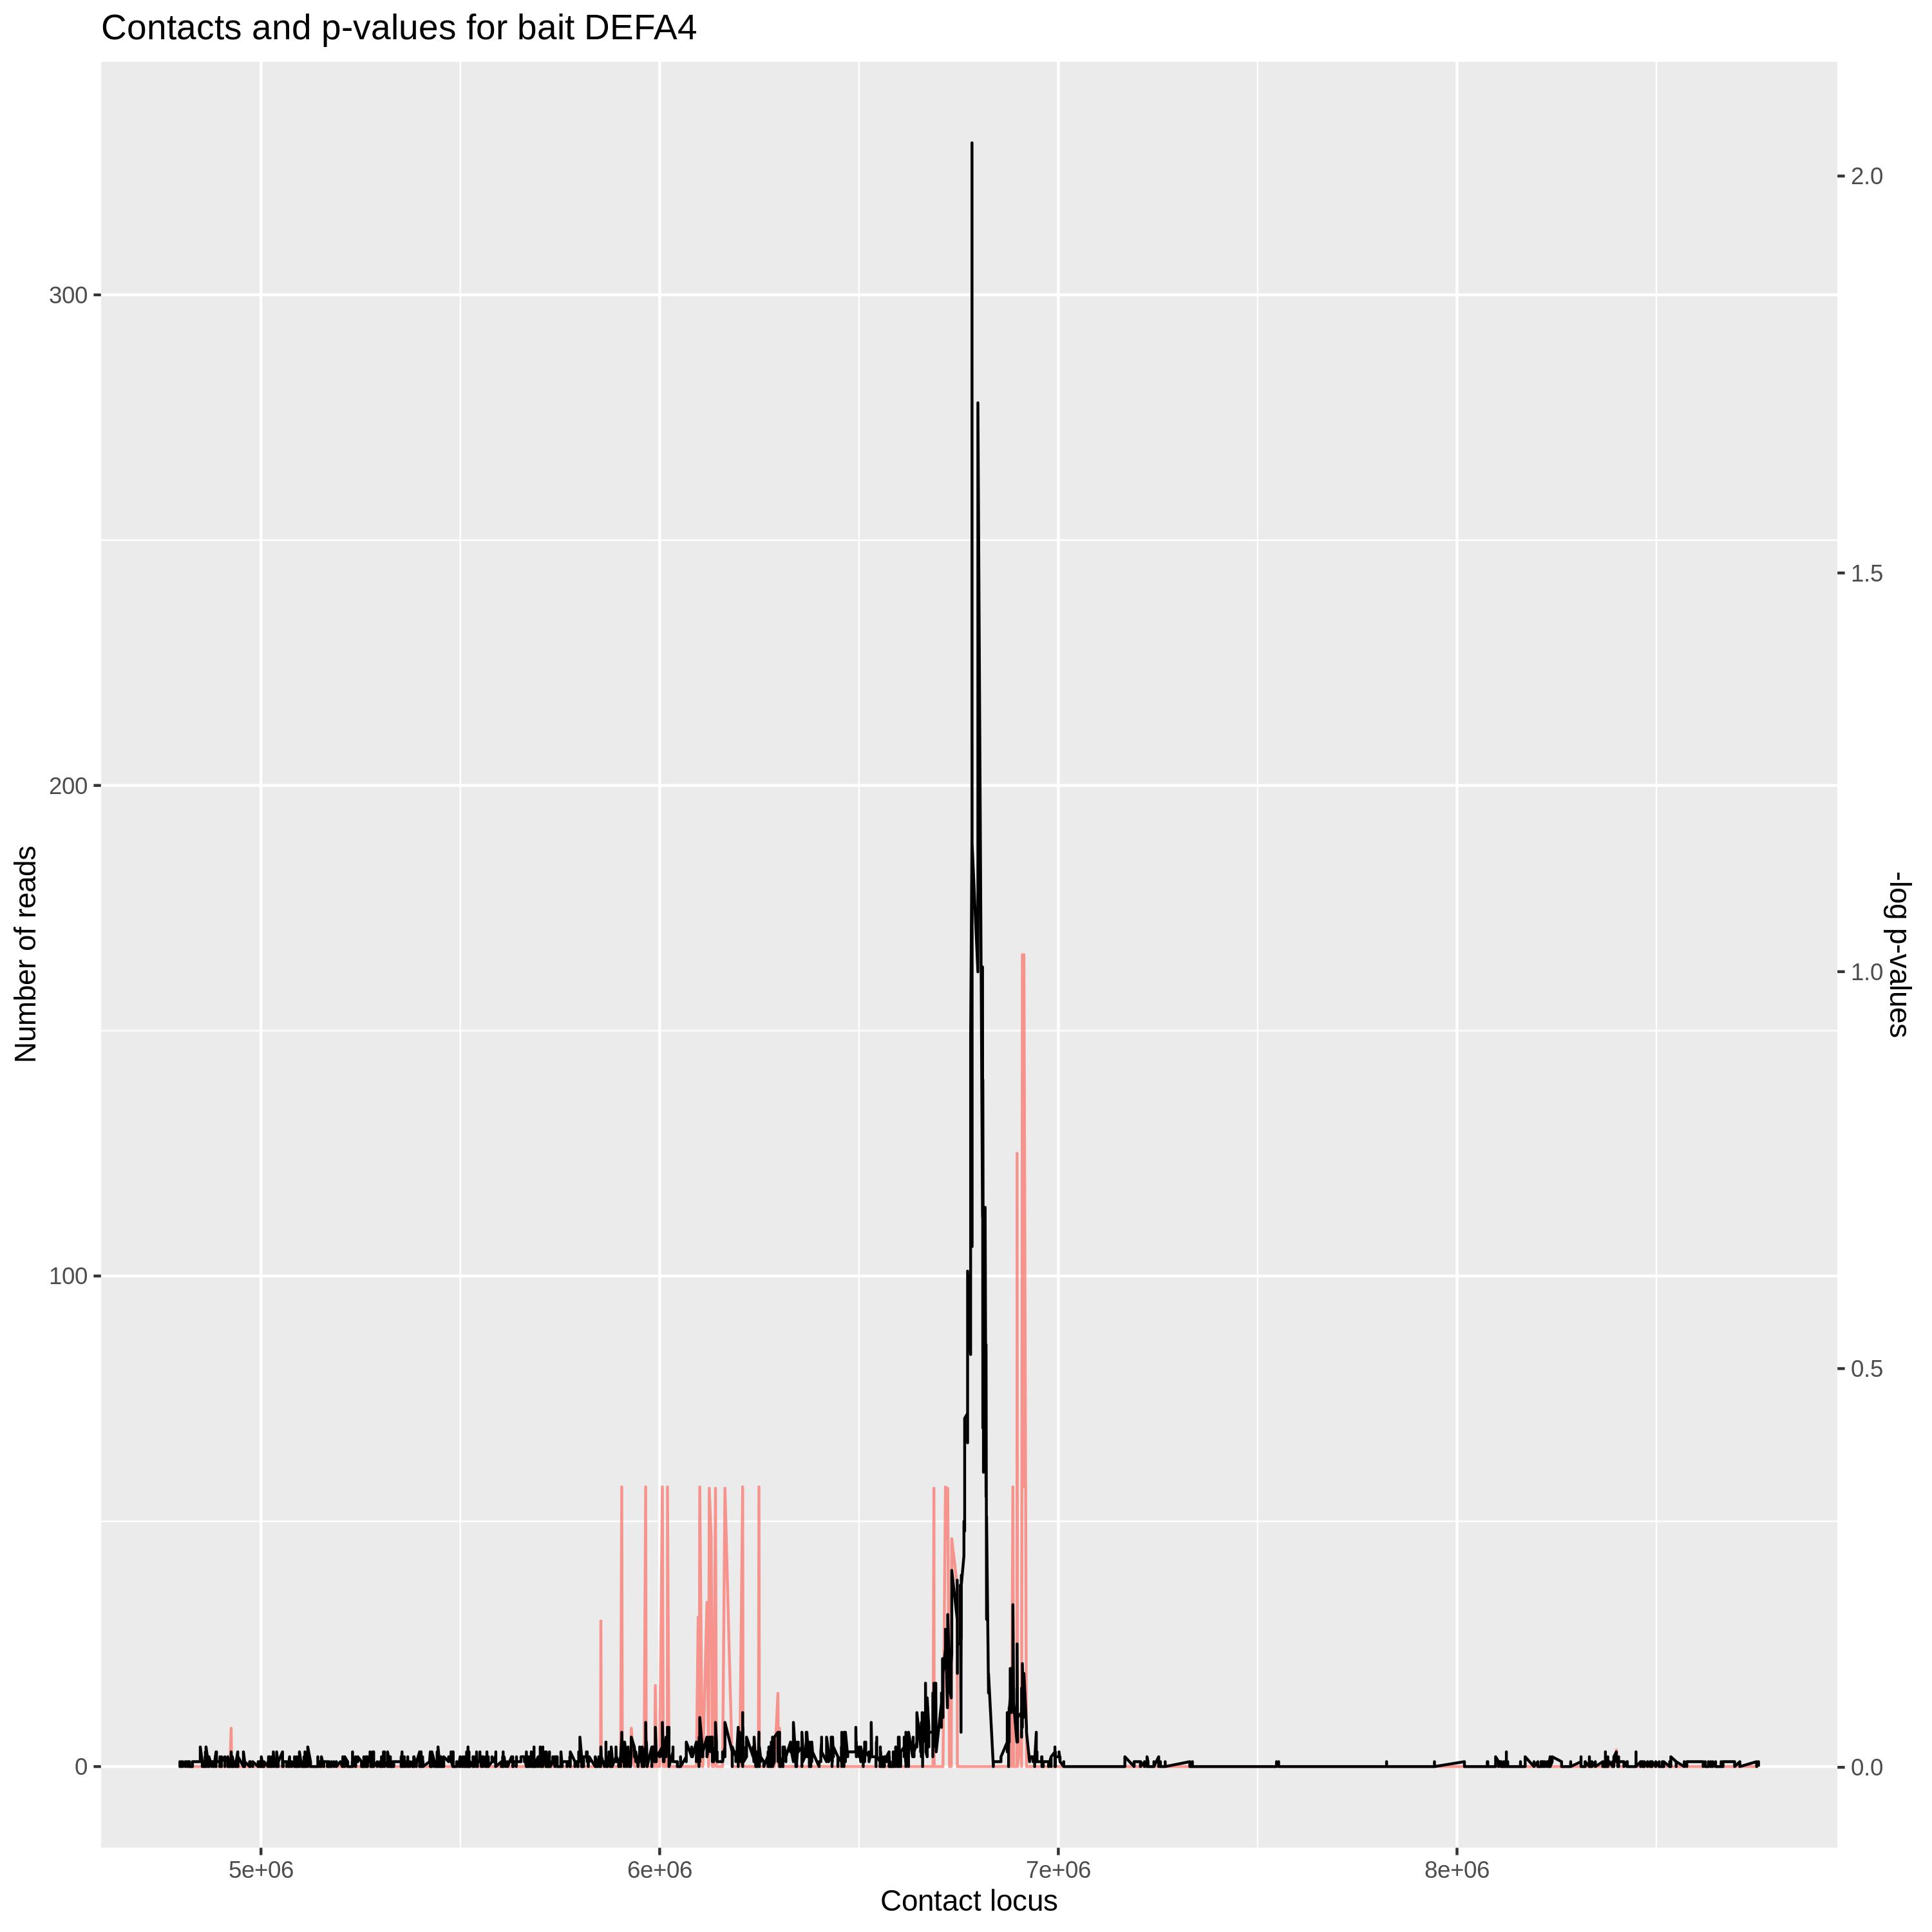 Contacts and p-values for bait DEFA4
300
200
100
0
Number of reads
2.0
1.5
1.0
0.5
0.0
-log p-values
5e+06
6e+06
7e+06
8e+06
Contact locus